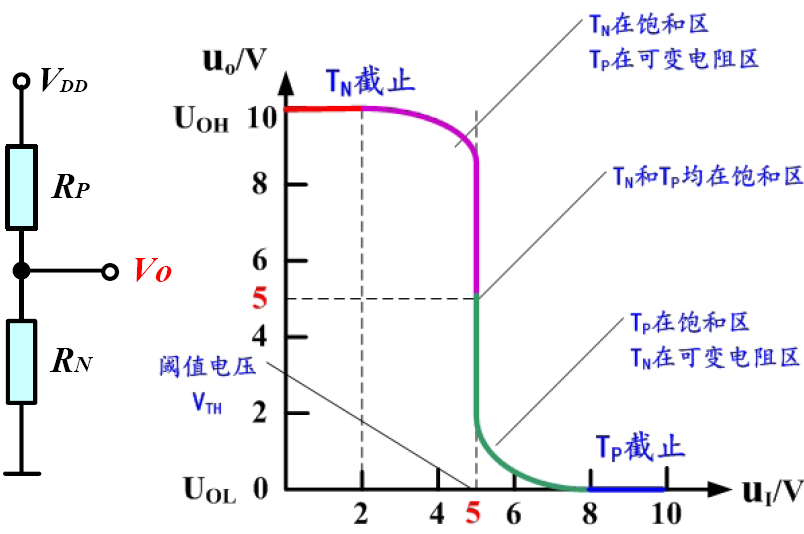 V_DD
R_P
V_O
R_N
u_o/V
T_N截止
T_N在饱和区
T_P在可变电阻区
U_OH 10
8
T_N和T_P均在饱和区
6
5
4
T_P在饱和区
T_N在可变电阻区
阈值电压
V_TH
2
T_P截止
U_OL 0
u_I/V
2 4 5 6 8 10